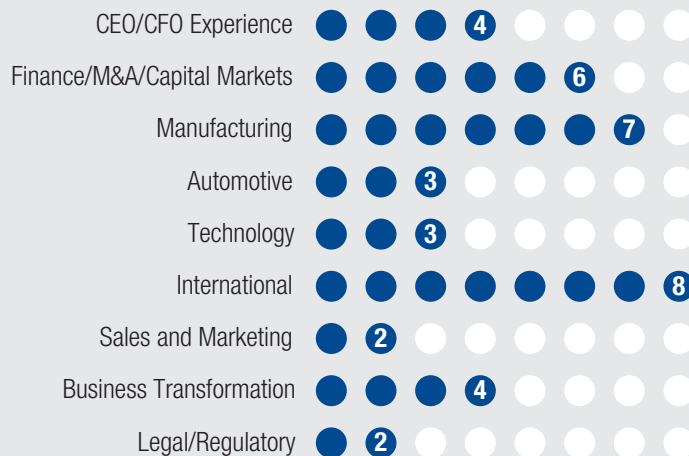 CEO/CFO Experience 4
Finance/M&A/Capital Markets 6
Manufacturing 7
Automotive 3
Technology 3
International 8
Sales and Marketing 2
Business Transformation 4
Legal/Regulatory 2